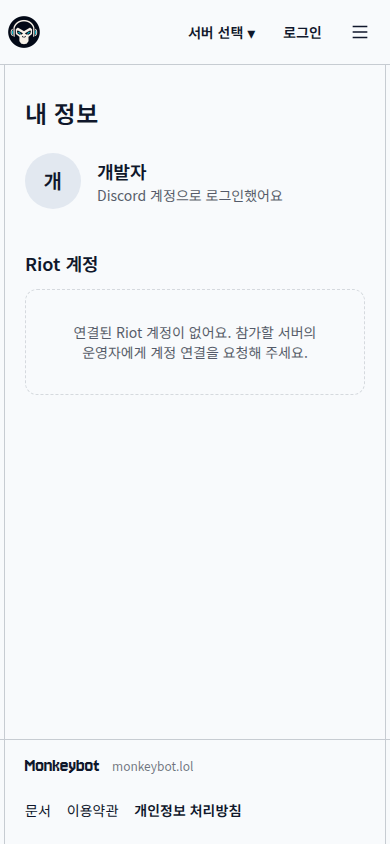 서버 선택 ▾
로그인
내 정보
개
개발자
Discord 계정으로 로그인했어요
Riot 계정
연결된 Riot 계정이 없어요. 참가할 서버의
운영자에게 계정 연결을 요청해 주세요.
Monkeybot monkeybot.lol
문서 이용약관 개인정보 처리방침